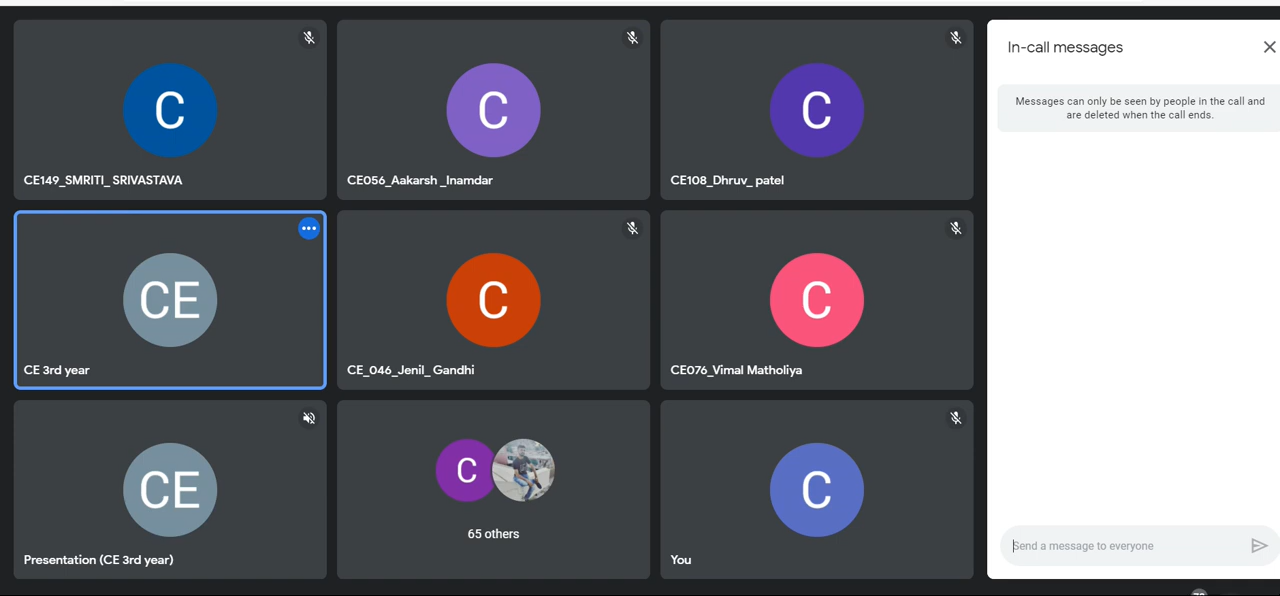 C
CE149_SMRITI_ SRIVASTAVA
C
CE056_Aakarsh _Inamdar
C
CE108_Dhruv_ patel
CE
CE 3rd year
C
CE_046_Jenil_ Gandhi
C
CE076_Vimal Matholiya
CE
Presentation (CE 3rd year)
C
65 others
C
You
In-call messages
Messages can only be seen by people in the call and
are deleted when the call ends.
Send a message to everyone